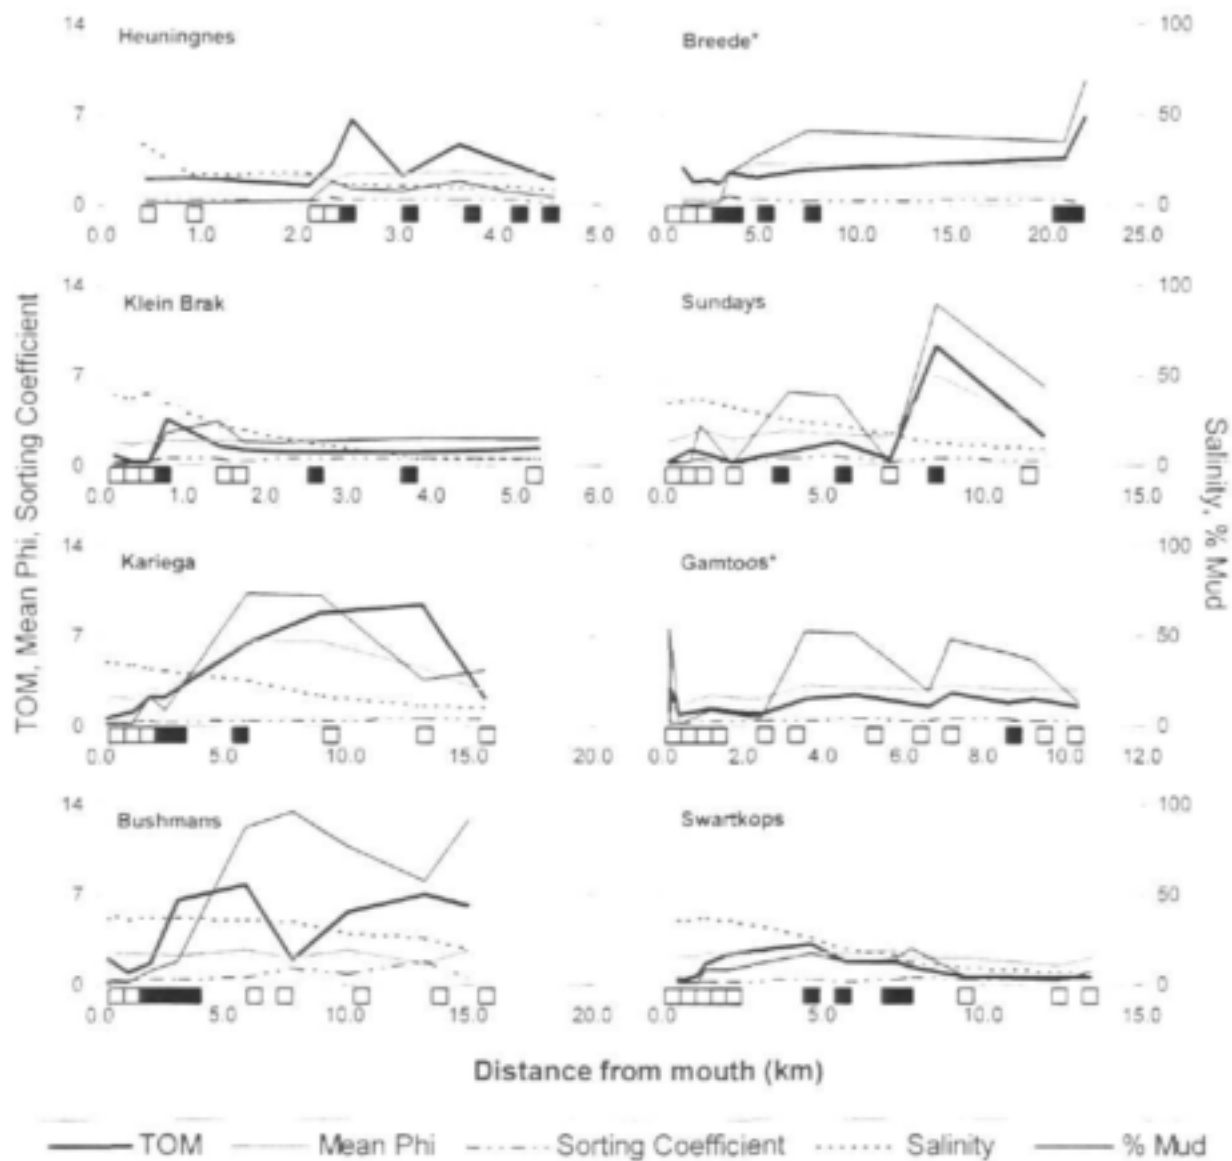 14 100
Heuningnes Breede*
7 50
0 0
0.0 1.0 2.0 3.0 4.0 5.0 0.0 5.0 10.0 15.0 20.0 25.0
14 100
Klein Brak Sundays
7 50
0 0
0.0 1.0 2.0 3.0 4.0 5.0 6.0 0.0 5.0 10.0 15.0
14 100
Kariega Gamtoos*
7 50
0 0
0.0 5.0 10.0 15.0 20.0 0.0 2.0 4.0 6.0 8.0 10.0 12.0
14 100
Bushmans Swartkops
7 50
0 0
0.0 5.0 10.0 15.0 20.0 0.0 5.0 10.0 15.0
TOM, Mean Phi, Sorting Coefficient
Salinity, % Mud
Distance from mouth (km)
TOM Mean Phi Sorting Coefficient Salinity % Mud